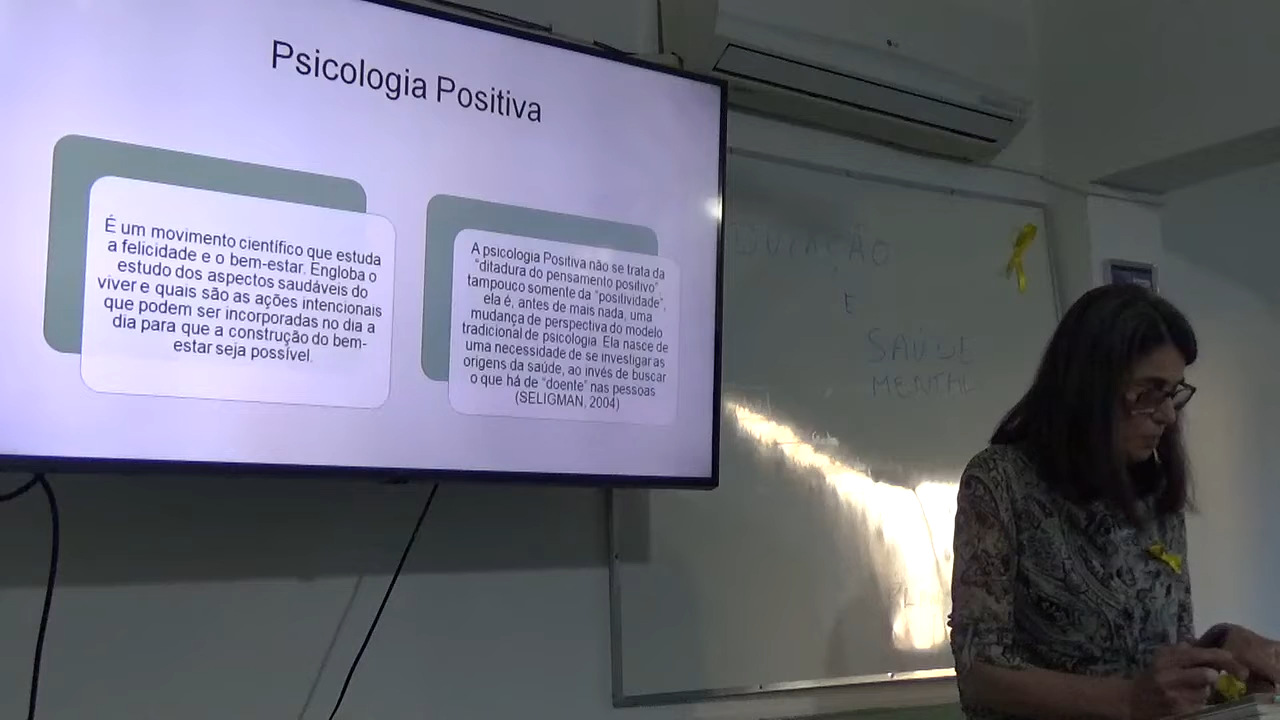 Psicologia Positiva
É um movimento científico que estuda
a felicidade e o bem-estar. Engloba o
estudo dos aspectos saudáveis do
viver e quais são as ações intencionais
que podem ser incorporadas no dia a
dia para que a construção do bem-
estar seja possível.
A psicologia Positiva não se trata da
“ditadura do pensamento positivo”,
tampouco somente da “positividade”,
ela é, antes de mais nada, uma
mudança de perspectiva do modelo
tradicional de psicologia. Ela nasce de
uma necessidade de se investigar as
origens da saúde, ao invés de buscar
o que há de “doente” nas pessoas
(SELIGMAN, 2004)
E
SAÚDE
MENTAL